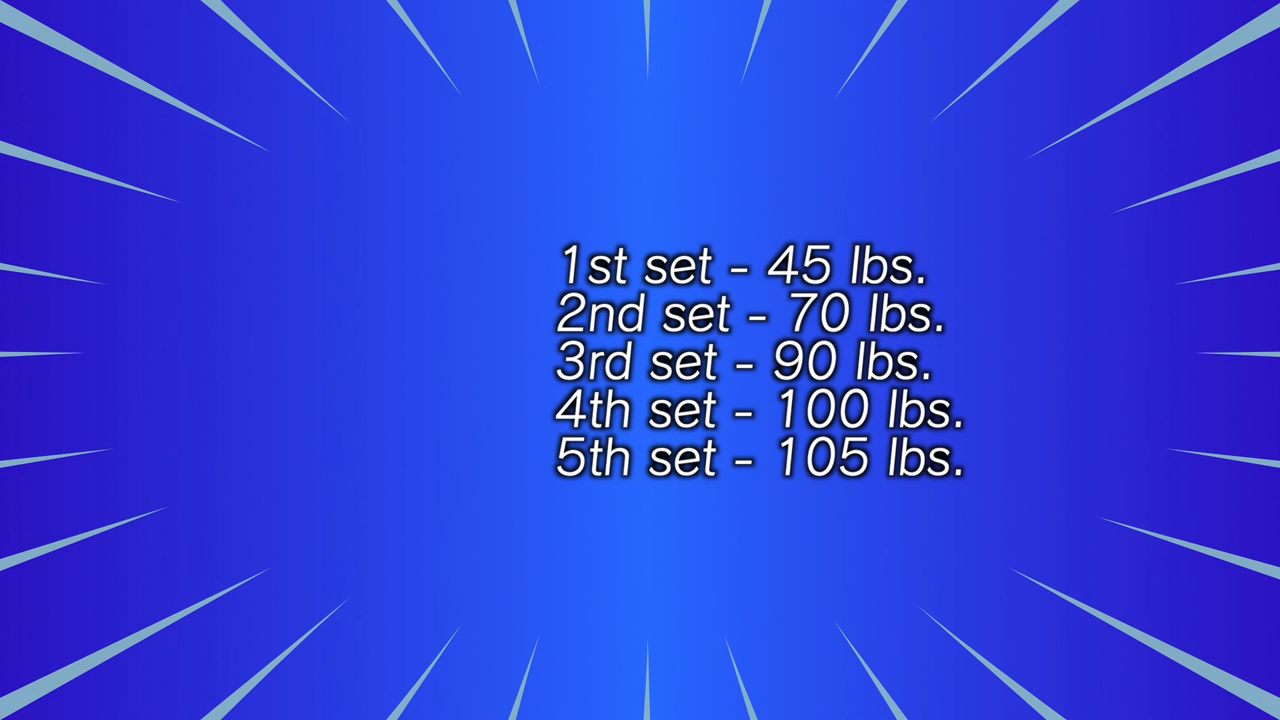 1st set - 45 lbs.
2nd set - 70 lbs.
3rd set - 90 lbs.
4th set - 100 lbs.
5th set - 105 lbs.